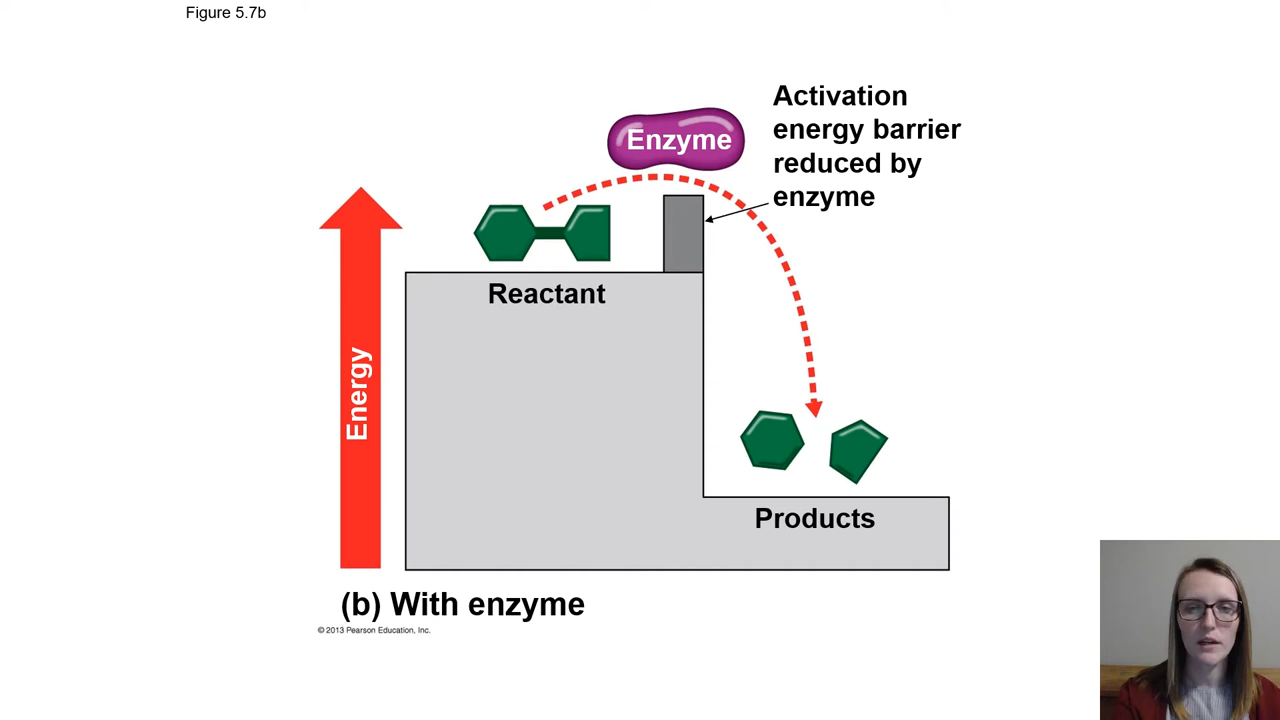 Figure 5.7b
Activation
energy barrier
reduced by
enzyme
Enzyme
Reactant
Energy
Products
(b) With enzyme
© 2013 Pearson Education, Inc.